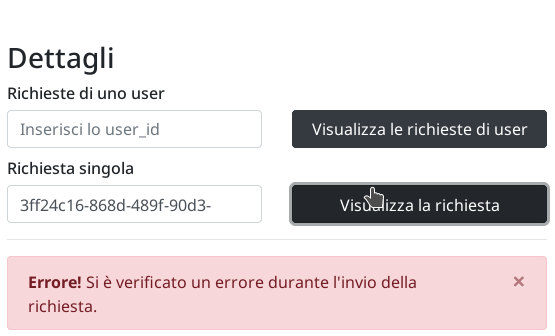 Dettagli
Richieste di uno user
Inserisci lo user_id
Visualizza le richieste di user
Richiesta singola
3ff24c16-868d-489f-90d3-
Visualizza la richiesta
Errore! Si è verificato un errore durante l'invio della
richiesta.
×